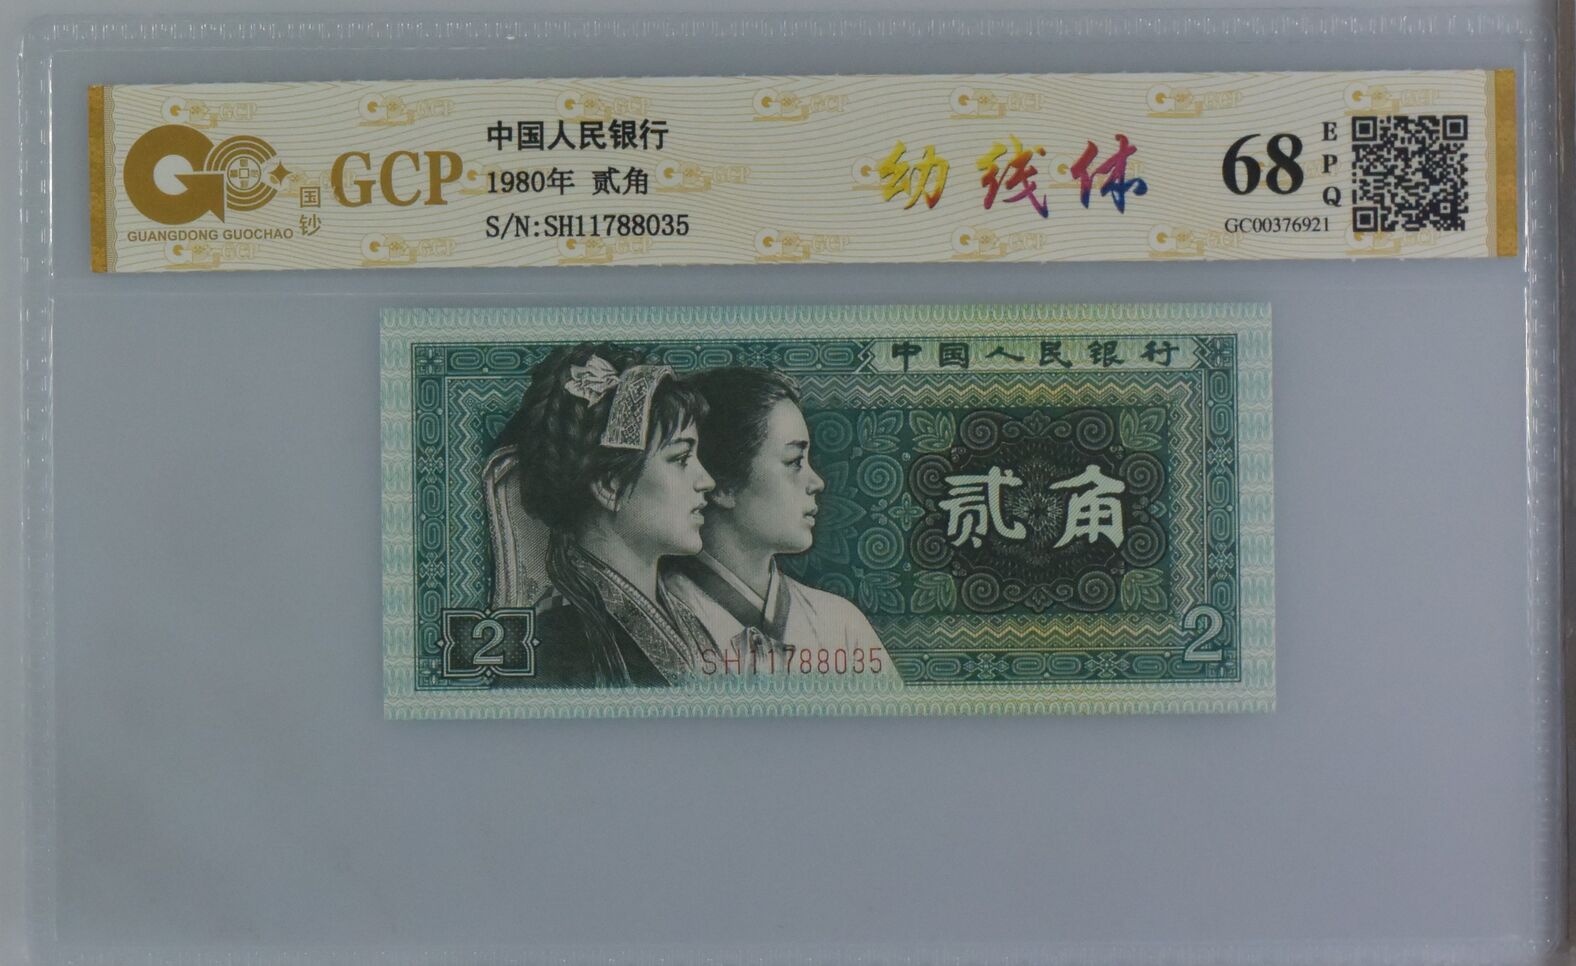 GCP
国钞
GUANGDONG GUOCHAO
中国人民银行
1980年 贰角
S/N:SH11788035
幼线体
68
EPQ
GC00376921
中国人民银行
贰角
2
2
SH11788035